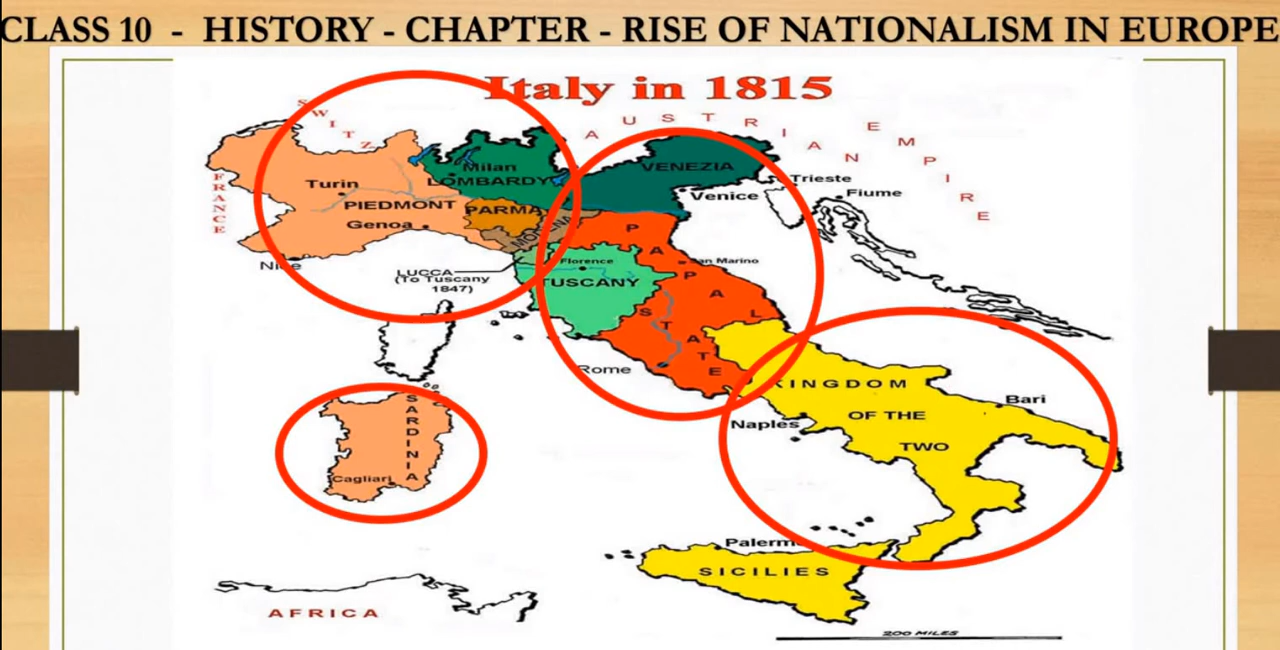 CLASS 10 - HISTORY - CHAPTER - RISE OF NATIONALISM IN EUROPE
Italy in 1815
SWITZ
AUSTRIAN EMPIRE
FRANCE
Milan
LOMBARDY
VENEZIA
Trieste
Fiume
Venice
Turin
PIEDMONT
PARMA
Genoa
Nice
LUCCA
(To Tuscany
1847)
Florence
TUSCANY
San Marino
PAPAL
STATE
Rome
SARDINIA
Cagliari
KINGDOM
OF THE
TWO
Bari
Naples
Palermo
SICILIES
AFRICA
200 MILES